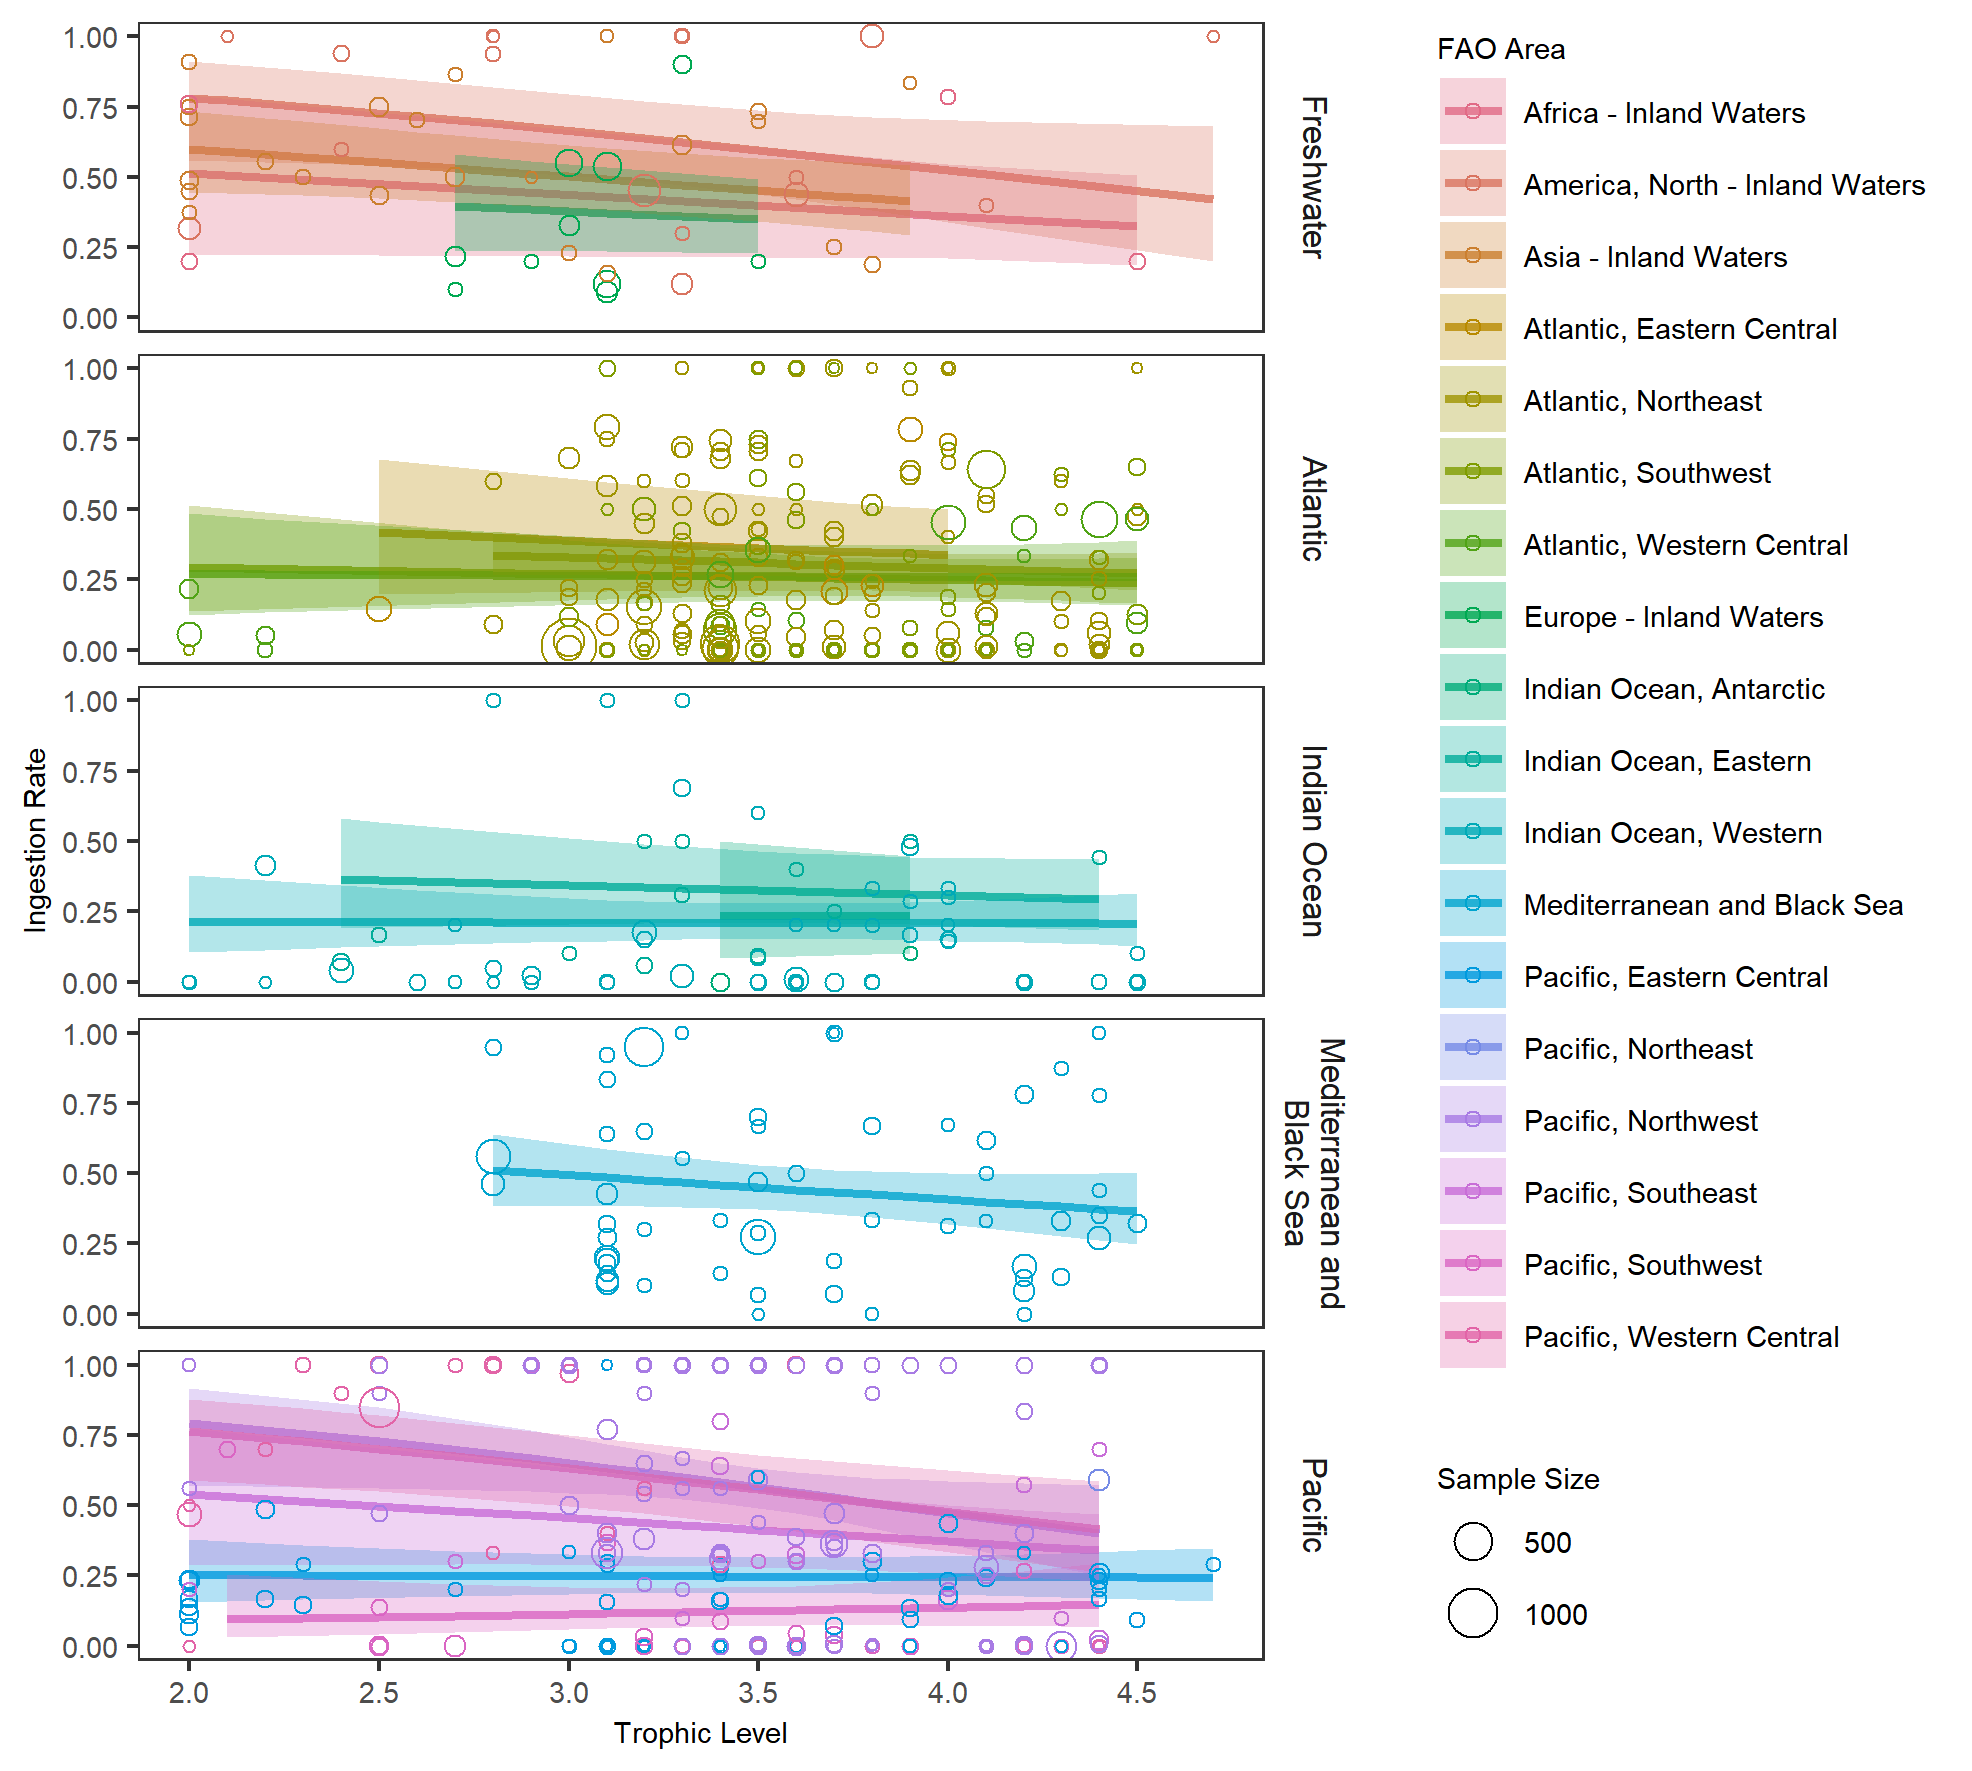 1.00
0.75
0.50
0.25
0.00
Freshwater
1.00
0.75
0.50
0.25
0.00
Atlantic
1.00
0.75
0.50
0.25
0.00
Indian Ocean
1.00
0.75
0.50
0.25
0.00
Mediterranean and
Black Sea
1.00
0.75
0.50
0.25
0.00
Pacific
2.0 2.5 3.0 3.5 4.0 4.5
Trophic Level
Ingestion Rate
FAO Area
Africa - Inland Waters
America, North - Inland Waters
Asia - Inland Waters
Atlantic, Eastern Central
Atlantic, Northeast
Atlantic, Southwest
Atlantic, Western Central
Europe - Inland Waters
Indian Ocean, Antarctic
Indian Ocean, Eastern
Indian Ocean, Western
Mediterranean and Black Sea
Pacific, Eastern Central
Pacific, Northeast
Pacific, Northwest
Pacific, Southeast
Pacific, Southwest
Pacific, Western Central
Sample Size
500
1000